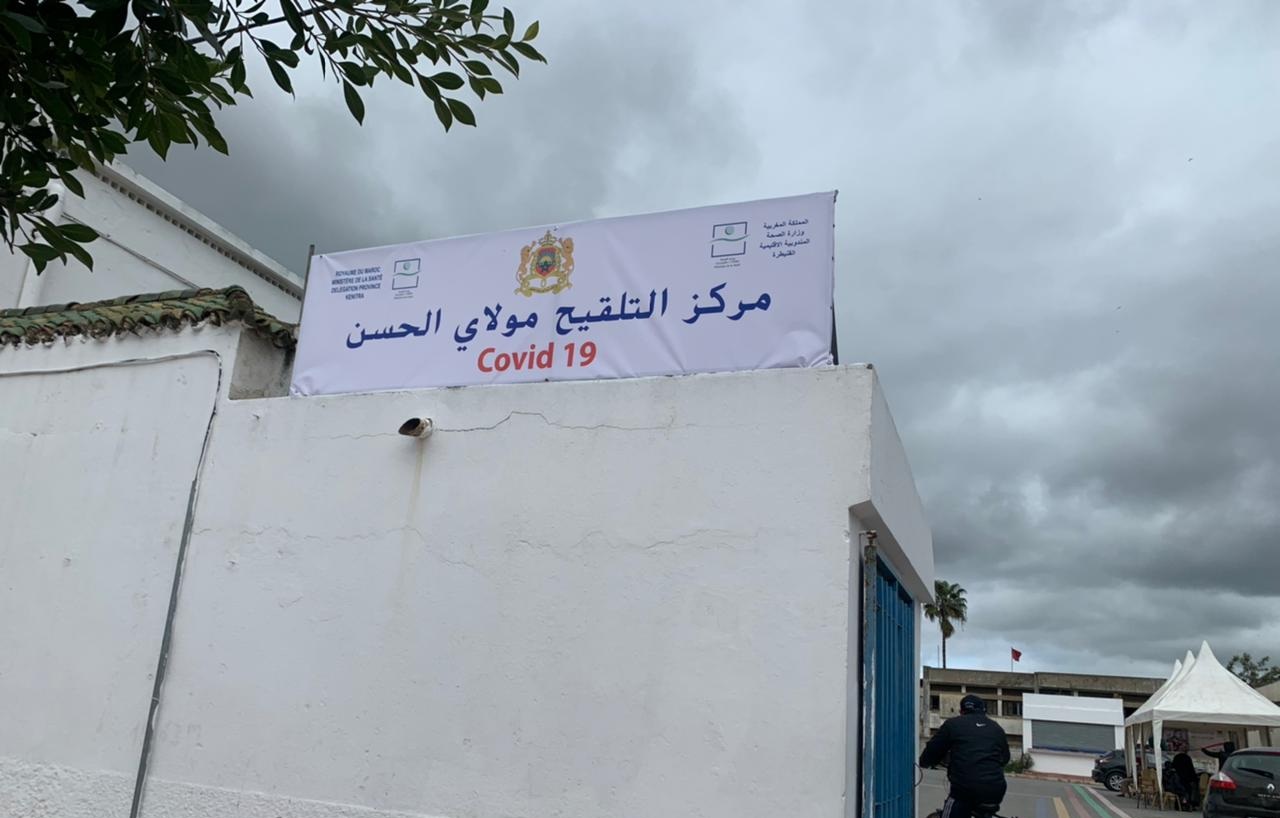 المملكة المغربية
وزارة الصحة
المندوبية الاقليمية
القنيطرة
ROYAUME DU MAROC
MINISTÈRE DE LA SANTÉ
DELEGATION PROVINCE
KENITRA
مركز التلقيح مولاي الحسن
Covid 19